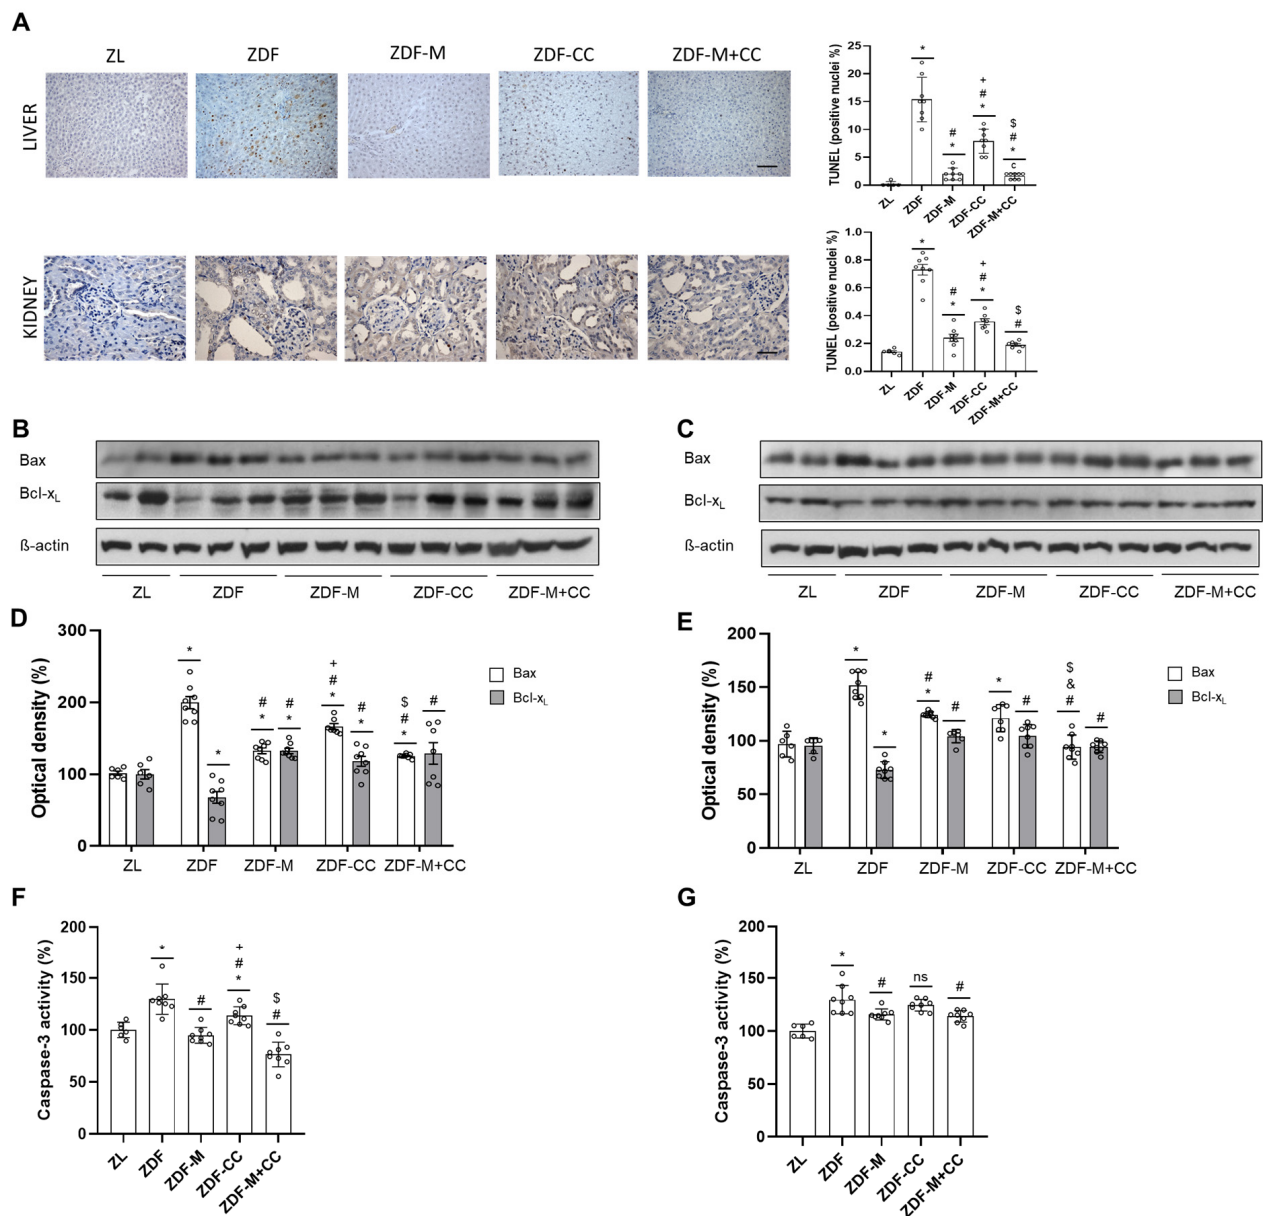 A
ZL ZDF ZDF-M ZDF-CC ZDF-M+CC
LIVER
TUNEL (positive nuclei %)
25
20
15
10
5
0
*
#
*
+
#
*
$
#
*
c
ZL ZDF ZDF-M ZDF-CC ZDF-M+CC
KIDNEY
TUNEL (positive nuclei %)
1.0
0.8
0.6
0.4
0.2
0.0
*
#
*
+
#
*
$
#
ZL ZDF ZDF-M ZDF-CC ZDF-M+CC
B
Bax
Bcl-xL
ß-actin
ZL ZDF ZDF-M ZDF-CC ZDF-M+CC
C
Bax
Bcl-xL
ß-actin
ZL ZDF ZDF-M ZDF-CC ZDF-M+CC
D
Optical density (%)
300
200
100
0
*
*
#
*
#
*
+
#
*
#
*
$
#
*
#
Bax
Bcl-xL
ZL ZDF ZDF-M ZDF-CC ZDF-M+CC
E
Optical density (%)
200
150
100
50
0
*
*
#
*
#
*
#
$
&
#
#
Bax
Bcl-xL
ZL ZDF ZDF-M ZDF-CC ZDF-M+CC
F
Caspase-3 activity (%)
200
150
100
50
0
*
#
+
#
*
$
#
ZL ZDF ZDF-M ZDF-CC ZDF-M+CC
G
Caspase-3 activity (%)
200
150
100
50
0
*
#
ns
#
ZL ZDF ZDF-M ZDF-CC ZDF-M+CC